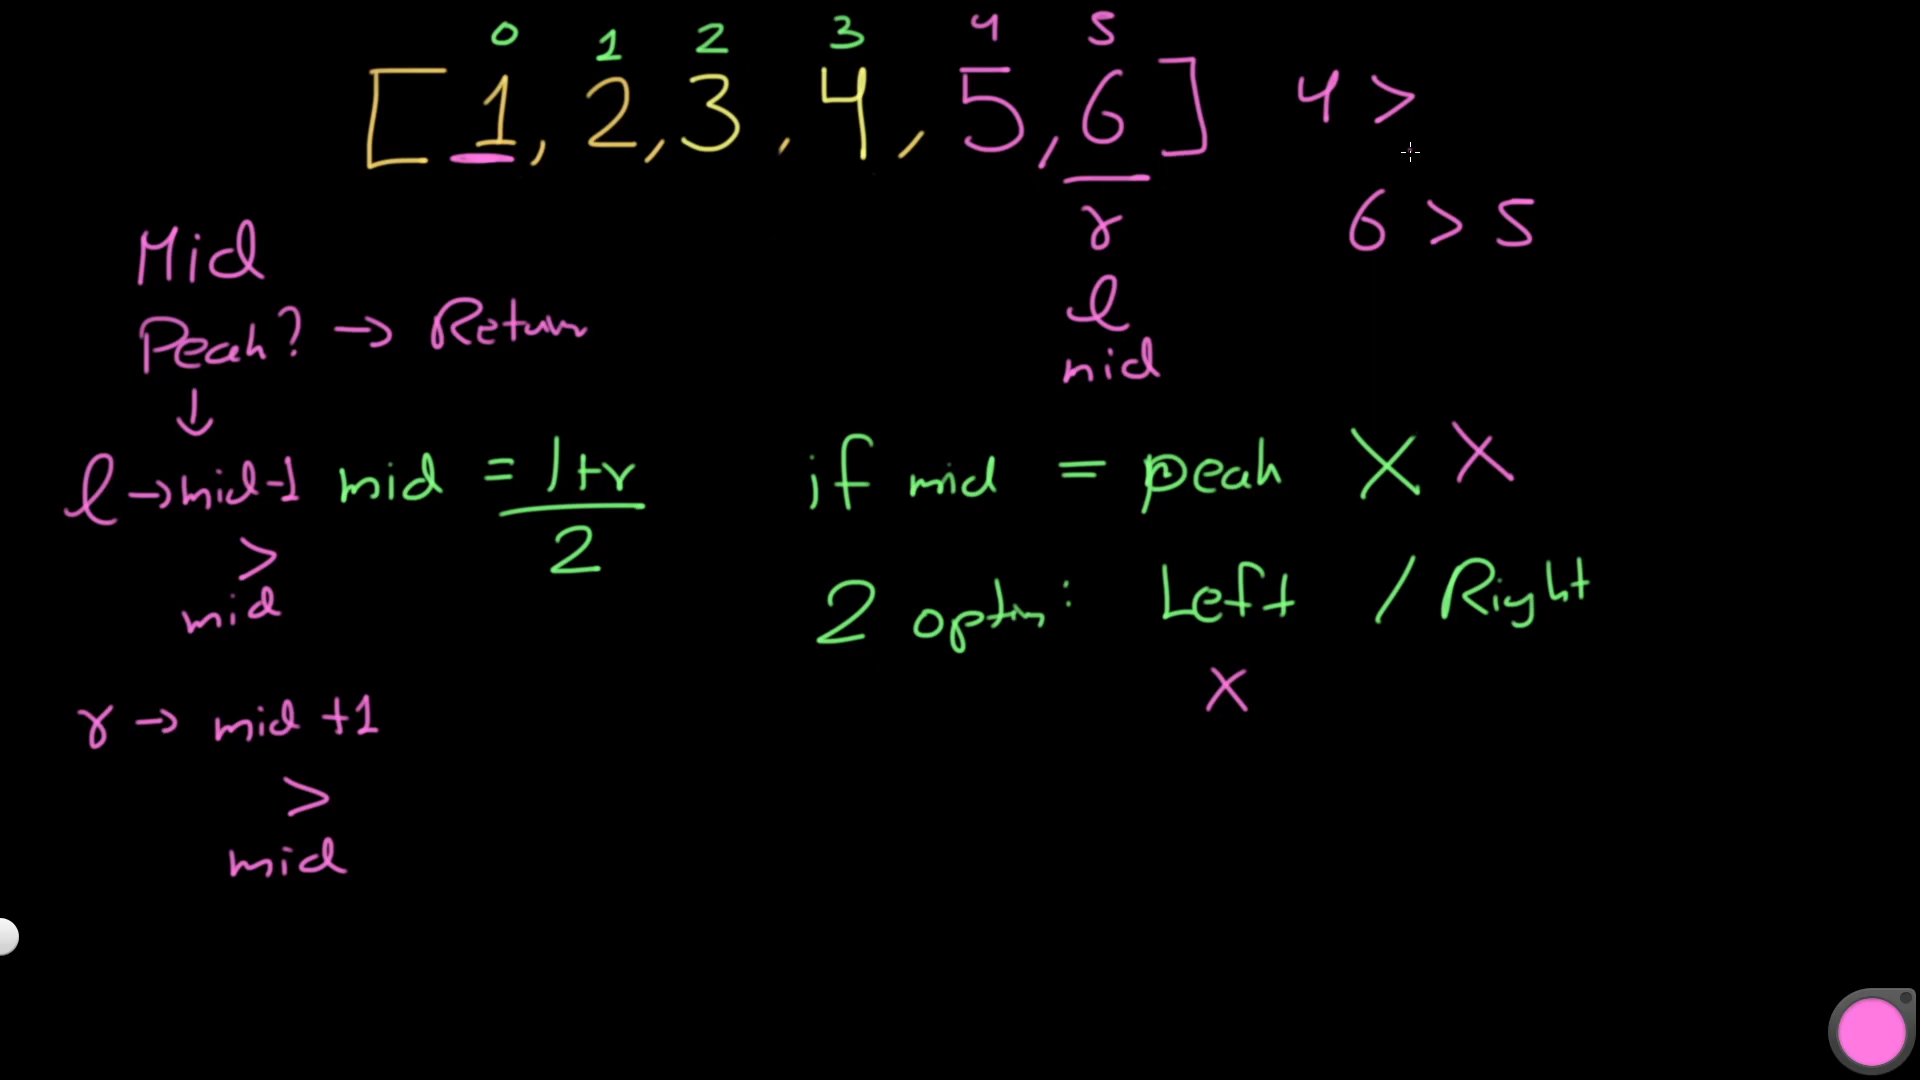 0 1 2 3 4 5
[ 1, 2, 3, 4, 5, 6 ] 4 >
6 > 5
r
l
mid
Mid
Peak? → Return
↓
l → mid-1
>
mid
r → mid +1
>
mid
mid = l+r / 2
if mid = peak X X
2 option: Left / Right
X